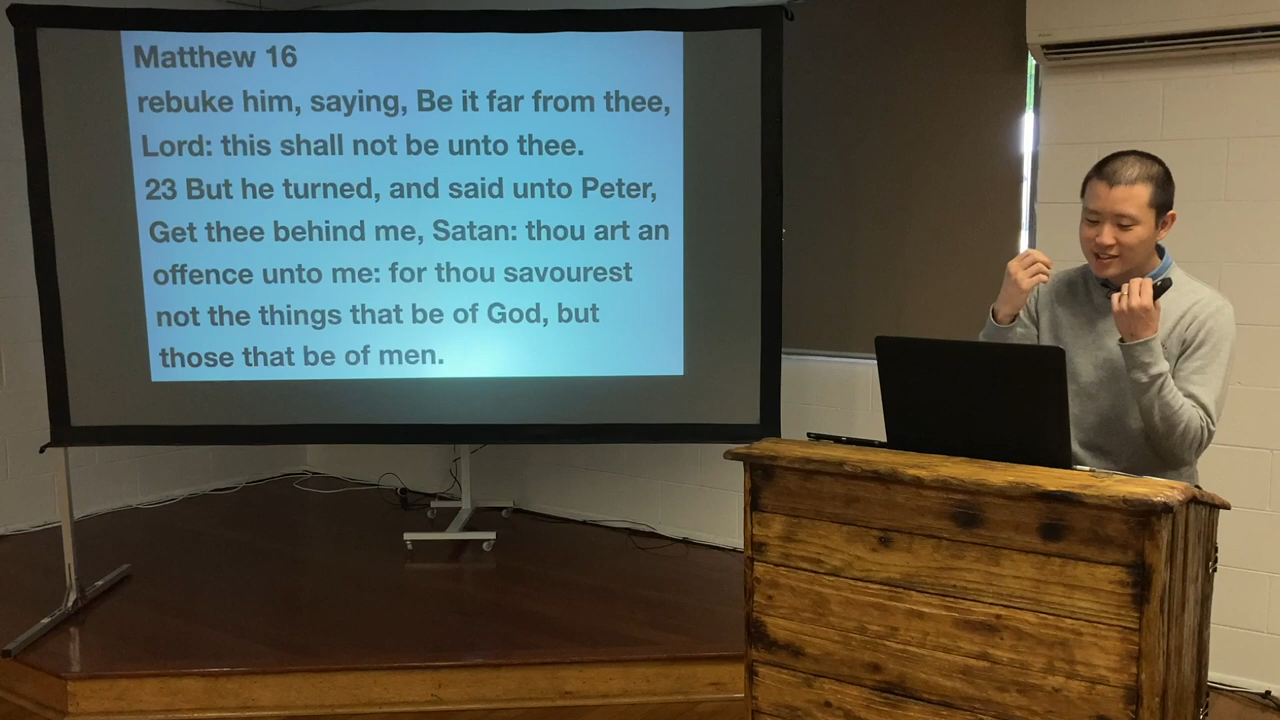 Matthew 16
rebuke him, saying, Be it far from thee,
Lord: this shall not be unto thee.
23 But he turned, and said unto Peter,
Get thee behind me, Satan: thou art an
offence unto me: for thou savourest
not the things that be of God, but
those that be of men.